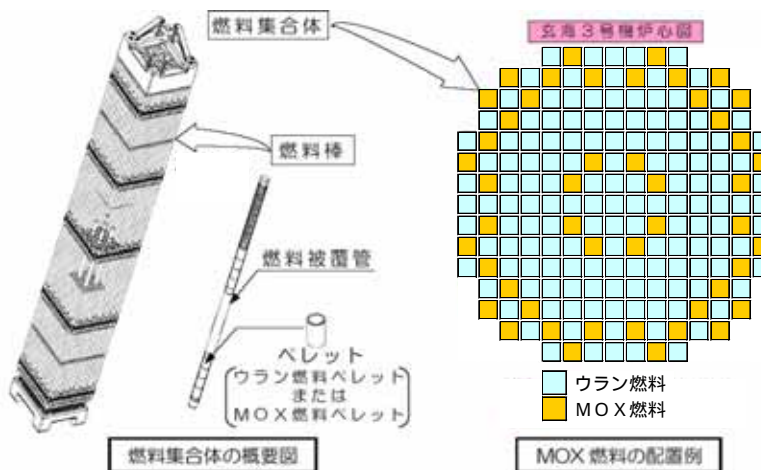 燃料集合体
玄海３号機炉心図
燃料棒
燃料被覆管
ペレット
ウラン燃料ペレット
または
ＭＯＸ燃料ペレット
ウラン燃料
ＭＯＸ燃料
燃料集合体の概要図
MOX 燃料の配置例